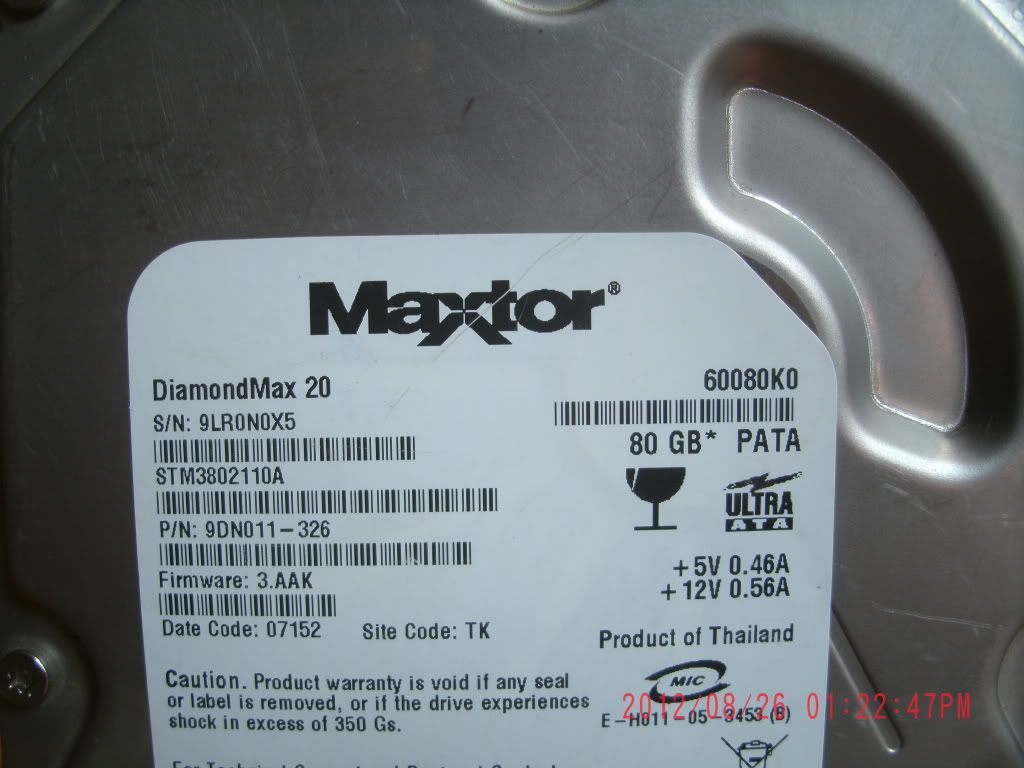 Maxtor®
DiamondMax 20
60080K0
S/N: 9LR0N0X5
80 GB* PATA
STM3802110A
ULTRA
ATA
P/N: 9DN011-326
+5V 0.46A
Firmware: 3.AAK
+12V 0.56A
Date Code: 07152 Site Code: TK
Product of Thailand
Caution. Product warranty is void if any seal
or label is removed, or if the drive experiences
shock in excess of 350 Gs.
MIC
E-H011-05-3453 (B)
2012/08/26 01:22:47PM